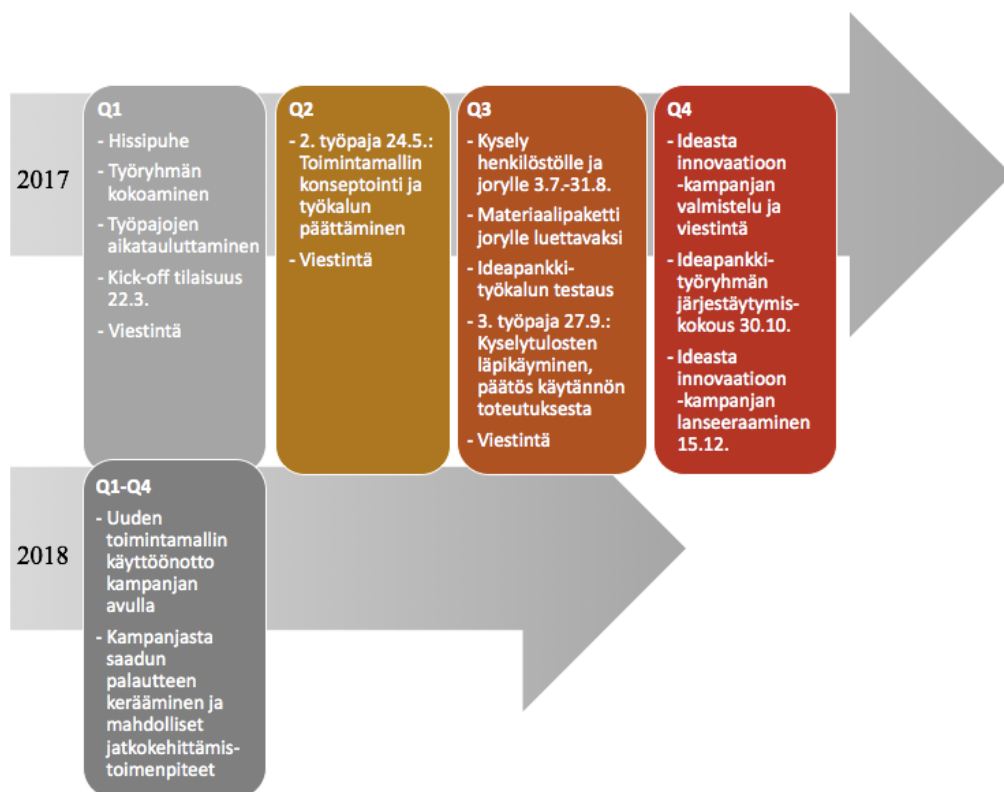 2017
Q1
- Hissipuhe
- Työryhmän
kokoaminen
- Työpajojen
aikatauluttaminen
- Kick-off tilaisuus
22.3.
- Viestintä
Q2
- 2. työpaja 24.5.:
Toimintamallin
konseptointi ja
työkalun
päättäminen
- Viestintä
Q3
- Kysely
henkilöstölle ja
jorylle 3.7.-31.8.
- Materiaalipaketti
jorylle luettavaksi
- Ideapankki-
työkalun testaus
- 3. työpaja 27.9.:
Kyselytulosten
läpikäyminen,
päätös käytännön
toteutuksesta
- Viestintä
Q4
- Ideasta
innovaatioon
-kampanjan
valmistelu ja
viestintä
- Ideapankki-
työryhmän
järjestäytymis-
kokous 30.10.
- Ideasta
innovaatioon
-kampanjan
lanseeraaminen
15.12.
2018
Q1-Q4
- Uuden
toimintamallin
käyttöönotto
kampanjan
avulla
- Kampanjasta
saadun
palautteen
kerääminen ja
mahdolliset
jatkokehittämis-
toimenpiteet